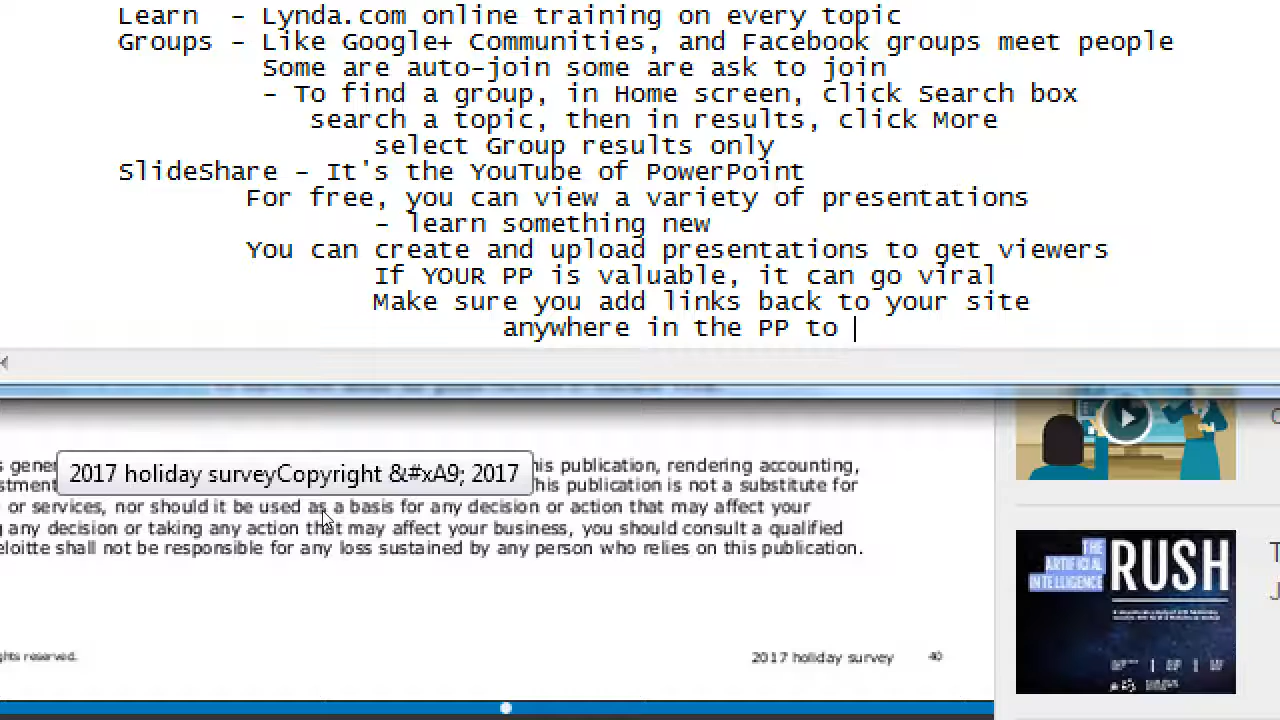 Learn - Lynda.com online training on every topic
Groups - Like Google+ Communities, and Facebook groups meet people
Some are auto-join some are ask to join
- To find a group, in Home screen, click Search box
search a topic, then in results, click More
select Group results only
SlideShare - It's the YouTube of PowerPoint
For free, you can view a variety of presentations
- learn something new
You can create and upload presentations to get viewers
If YOUR PP is valuable, it can go viral
Make sure you add links back to your site
anywhere in the PP to
2017 holiday surveyCopyright &#xA9; 2017
his publication, rendering accounting,
his publication is not a substitute for
or services, nor should it be used as a basis for any decision or action that may affect your
any decision or taking any action that may affect your business, you should consult a qualified
eloitte shall not be responsible for any loss sustained by any person who relies on this publication.
ghts reserved.
2017 holiday survey 40
THE ARTIFICIAL INTELLIGENCE RUSH